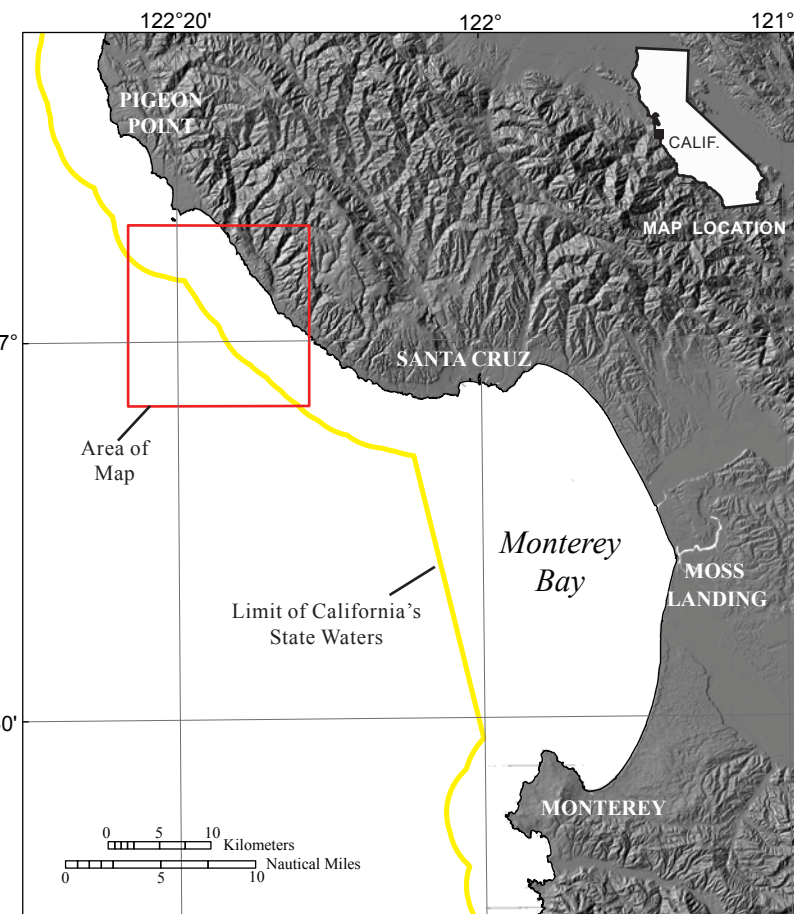 122°20'
122°
121°
PIGEON
POINT
CALIF.
MAP LOCATION
7°
SANTA CRUZ
Area of
Map
Monterey
Bay
MOSS
LANDING
Limit of California’s
State Waters
0'
MONTEREY
0 5 10
Kilometers
Nautical Miles
0 5 10